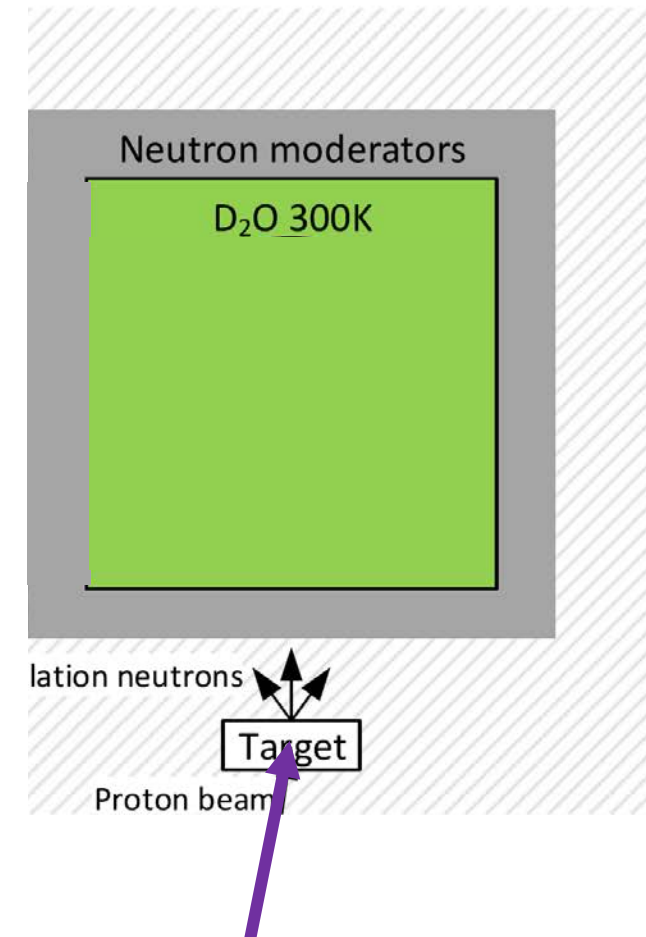 Neutron moderators
D₂O 300K
lation neutrons
Target
Proton beam